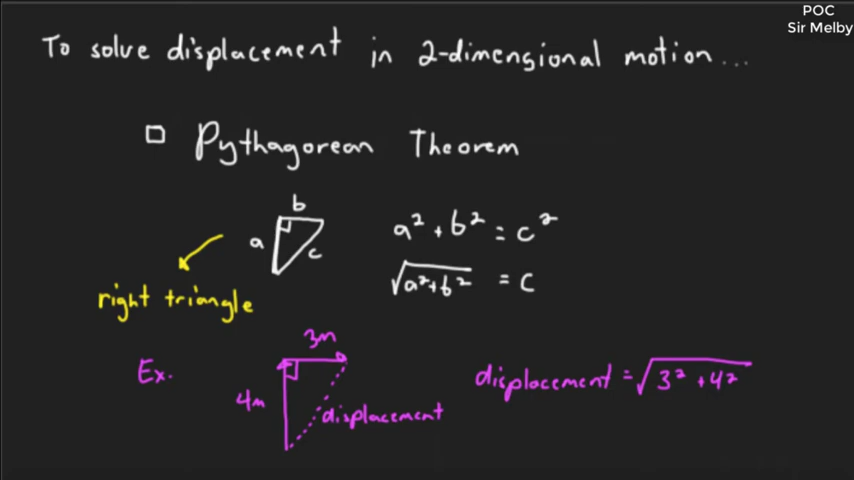 POC
Sir Melby
To solve displacement in 2-dimensional motion...
Pythagorean Theorem
b
a
c
a² + b² = c²
√a²+b² = c
right triangle
Ex.
3m
4m
displacement
displacement = √3² + 4²